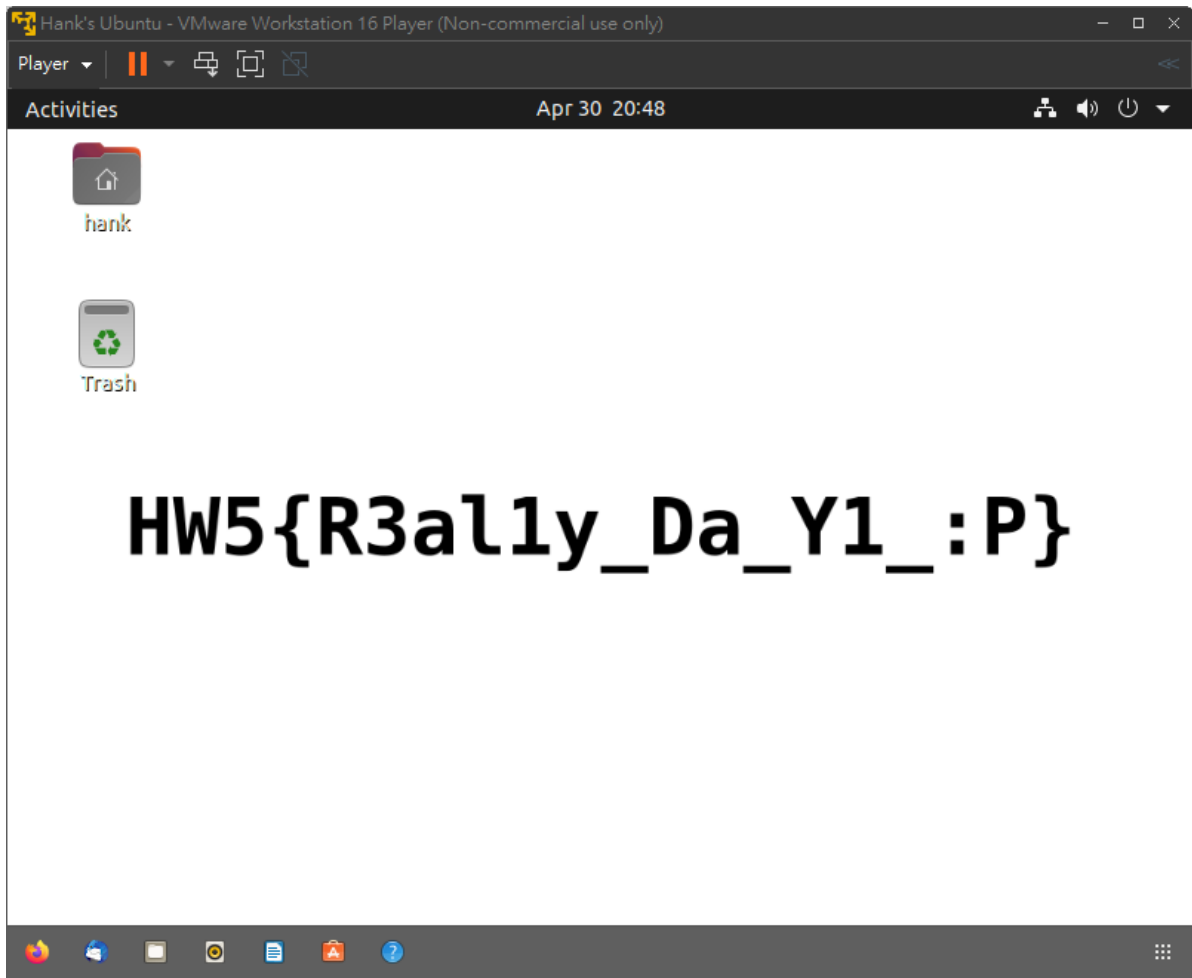 Hank's Ubuntu - VMware Workstation 16 Player (Non-commercial use only)
Player
Activities Apr 30 20:48
hank
Trash
HW5{R3al1y_Da_Y1_:P}